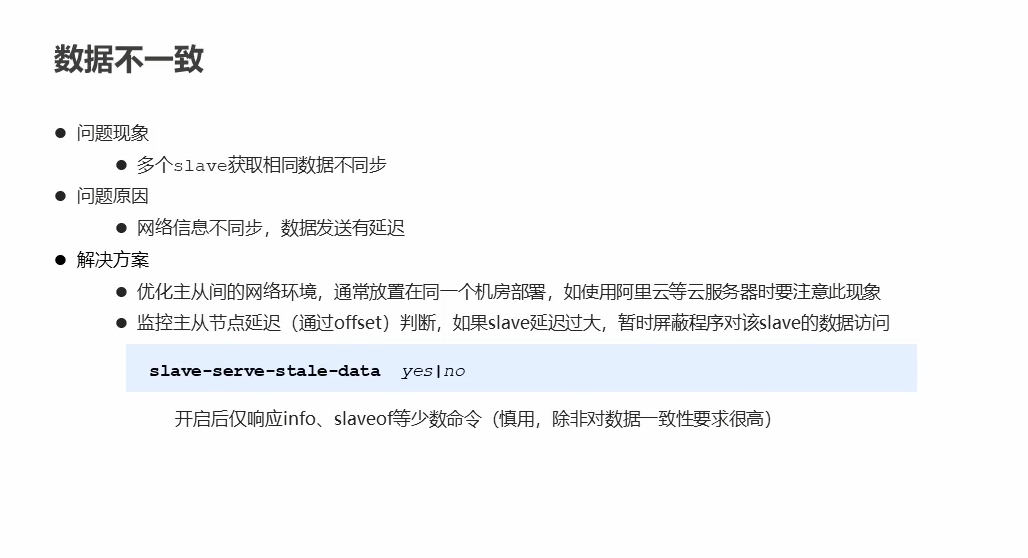 数据不一致
● 问题现象
● 多个slave获取相同数据不同步
● 问题原因
● 网络信息不同步，数据发送有延迟
● 解决方案
● 优化主从间的网络环境，通常放置在同一个机房部署，如使用阿里云等云服务器时要注意此现象
● 监控主从节点延迟（通过offset）判断，如果slave延迟过大，暂时屏蔽程序对该slave的数据访问
slave-serve-stale-data yes|no
开启后仅响应info、slaveof等少数命令（慎用，除非对数据一致性要求很高）